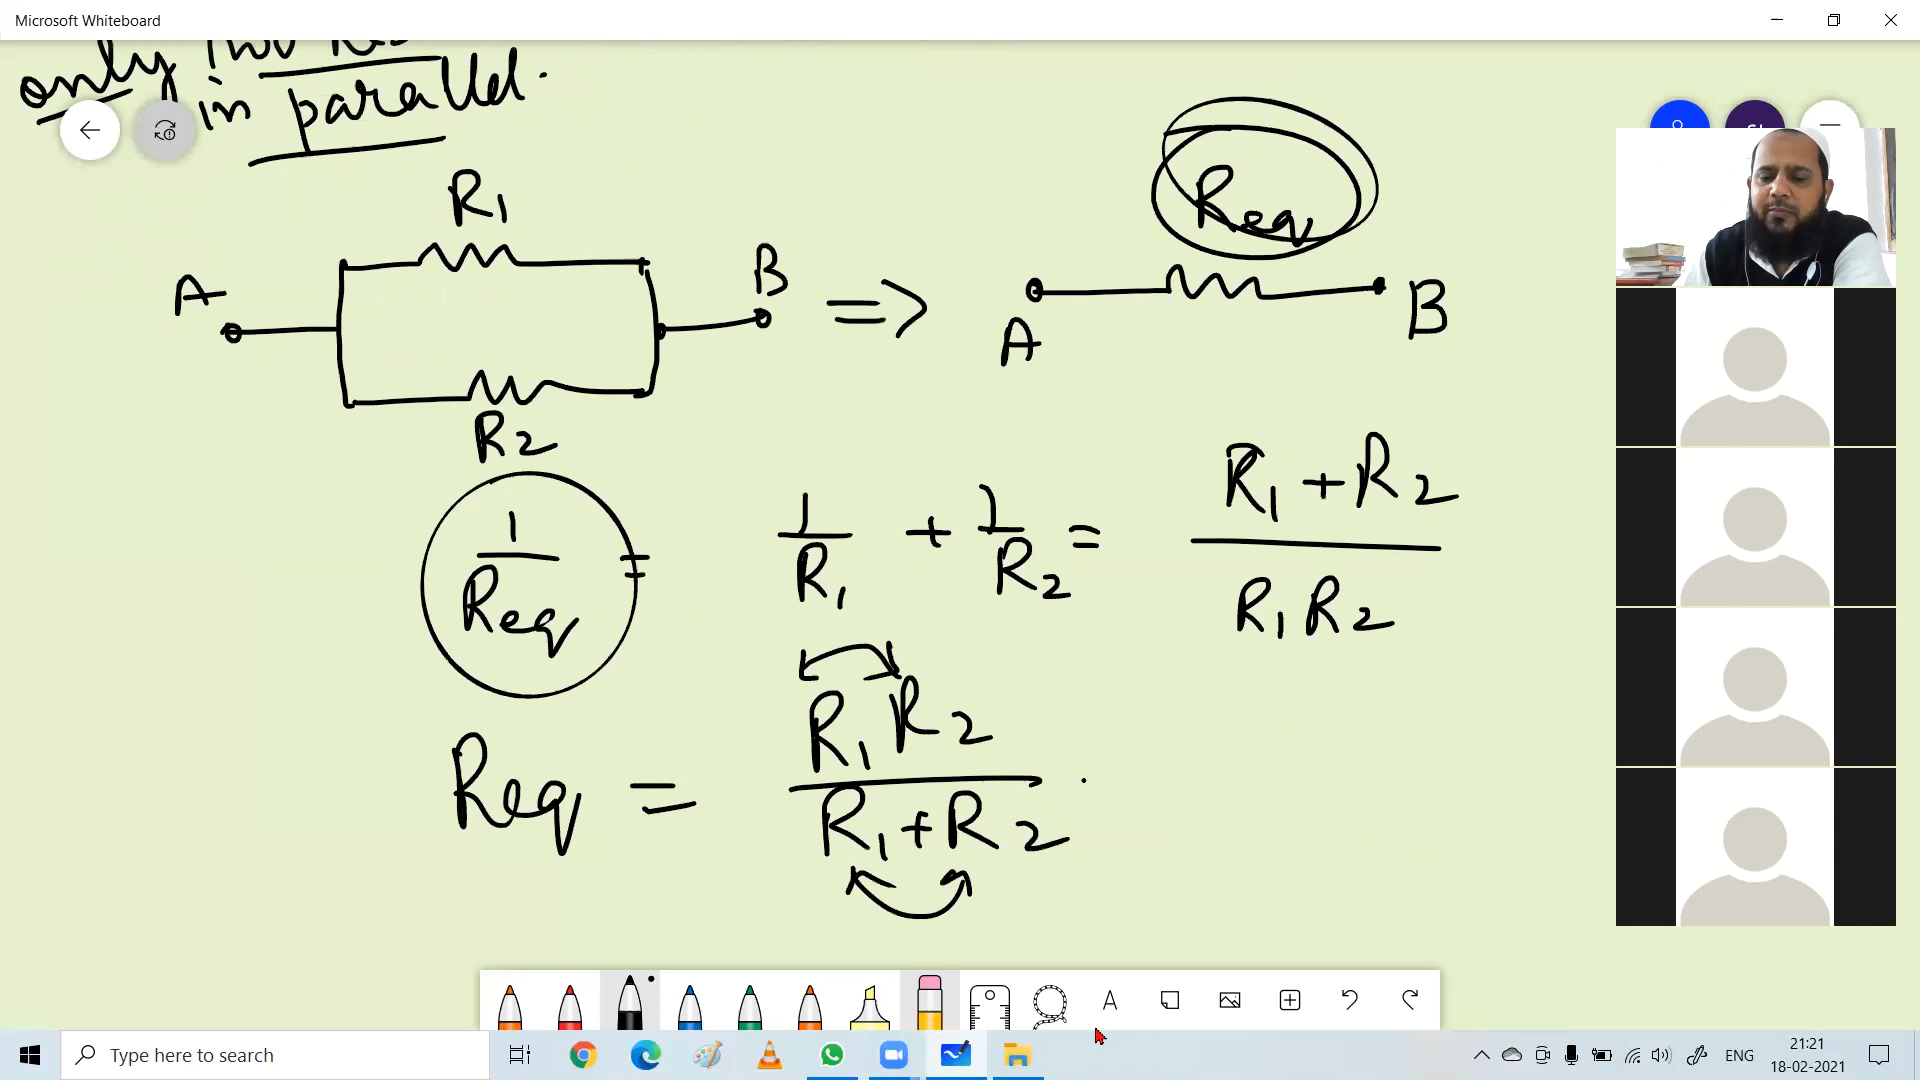 Microsoft Whiteboard
only two
in parallel.
R1
Req
A
B
=>
A
B
R2
1/Req = 1/R1 + 1/R2 = R1+R2/R1R2
Req = R1R2/R1+R2
A
Type here to search
ENG
21:21
18-02-2021